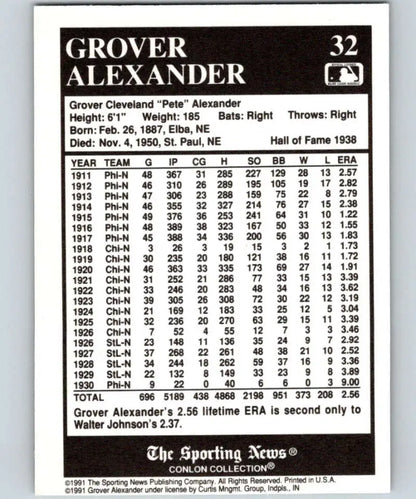 GROVER 32
ALEXANDER
Grover Cleveland "Pete" Alexander
Height: 6'1" Weight: 185 Bats: Right Throws: Right
Born: Feb. 26, 1887, Elba, NE
Died: Nov. 4, 1950, St. Paul, NE Hall of Fame 1938
YEAR TEAM G IP CG H SO BB W L ERA
1911 Phi-N 48 367 31 285 227 129 28 13 2.57
1912 Phi-N 46 310 26 289 195 105 19 17 2.82
1913 Phi-N 47 306 23 288 159 75 22 8 2.79
1914 Phi-N 46 355 32 327 214 76 27 15 2.38
1915 Phi-N 49 376 36 253 241 64 31 10 1.22
1916 Phi-N 48 389 38 323 167 50 33 12 1.55
1917 Phi-N 45 388 34 336 200 56 30 13 1.83
1918 Chi-N 3 26 3 19 15 3 2 1 1.73
1919 Chi-N 30 235 20 180 121 38 16 11 1.72
1920 Chi-N 46 363 33 335 173 69 27 14 1.91
1921 Chi-N 31 252 21 286 77 33 15 13 3.39
1922 Chi-N 33 246 20 283 48 34 16 13 3.62
1923 Chi-N 39 305 26 308 72 30 22 12 3.19
1924 Chi-N 21 169 12 183 33 25 12 5 3.04
1925 Chi-N 32 236 20 270 63 29 15 11 3.39
1926 Chi-N 7 52 4 55 12 7 3 3 3.46
1926 StL-N 23 148 11 136 35 24 9 7 2.92
1927 StL-N 37 268 22 261 48 38 21 10 2.52
1928 StL-N 34 244 18 262 59 37 16 9 3.36
1929 StL-N 22 132 8 149 33 23 9 8 3.89
1930 Phi-N 9 22 0 40 6 6 0 3 9.00
TOTAL 696 5189 438 4868 2198 951 373 208 2.56
Grover Alexander's 2.56 lifetime ERA is second only to
Walter Johnson's 2.37.
The Sporting News®
CONLON COLLECTION®
©1991 The Sporting News Publishing Company. All Rights Reserved. Printed in U.S.A.
©1991 Grover Alexander under license by Curtis Mngmt. Group, Indpls., IN